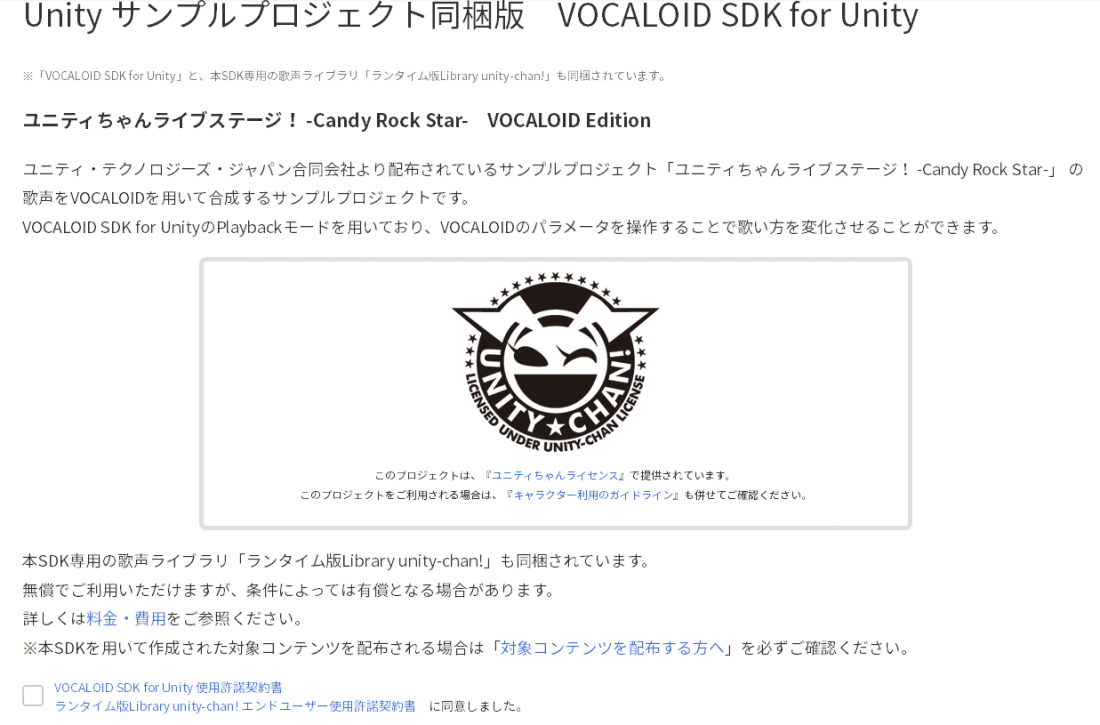 Unity サンプルプロジェクト同梱版　VOCALOID SDK for Unity
※「VOCALOID SDK for Unity」と、本SDK専用の歌声ライブラリ「ランタイム版Library unity-chan!」も同梱されています。
ユニティちゃんライブステージ！ -Candy Rock Star-　VOCALOID Edition
ユニティ・テクノロジーズ・ジャパン合同会社より配布されているサンプルプロジェクト「ユニティちゃんライブステージ！ -Candy Rock Star-」 の
歌声をVOCALOIDを用いて合成するサンプルプロジェクトです。
VOCALOID SDK for UnityのPlaybackモードを用いており、VOCALOIDのパラメータを操作することで歌い方を変化させることができます。
UNITY★CHAN!
LICENSED UNDER UNITY-CHAN LICENSE
このプロジェクトは、『ユニティちゃんライセンス』で提供されています。
このプロジェクトをご利用される場合は、『キャラクター利用のガイドライン』も併せてご確認ください。
本SDK専用の歌声ライブラリ「ランタイム版Library unity-chan!」も同梱されています。
無償でご利用いただけますが、条件によっては有償となる場合があります。
詳しくは料金・費用をご参照ください。
※本SDKを用いて作成された対象コンテンツを配布される場合は「対象コンテンツを配布する方へ」を必ずご確認ください。
VOCALOID SDK for Unity 使用許諾契約書
ランタイム版Library unity-chan! エンドユーザー使用許諾契約書　に同意しました。